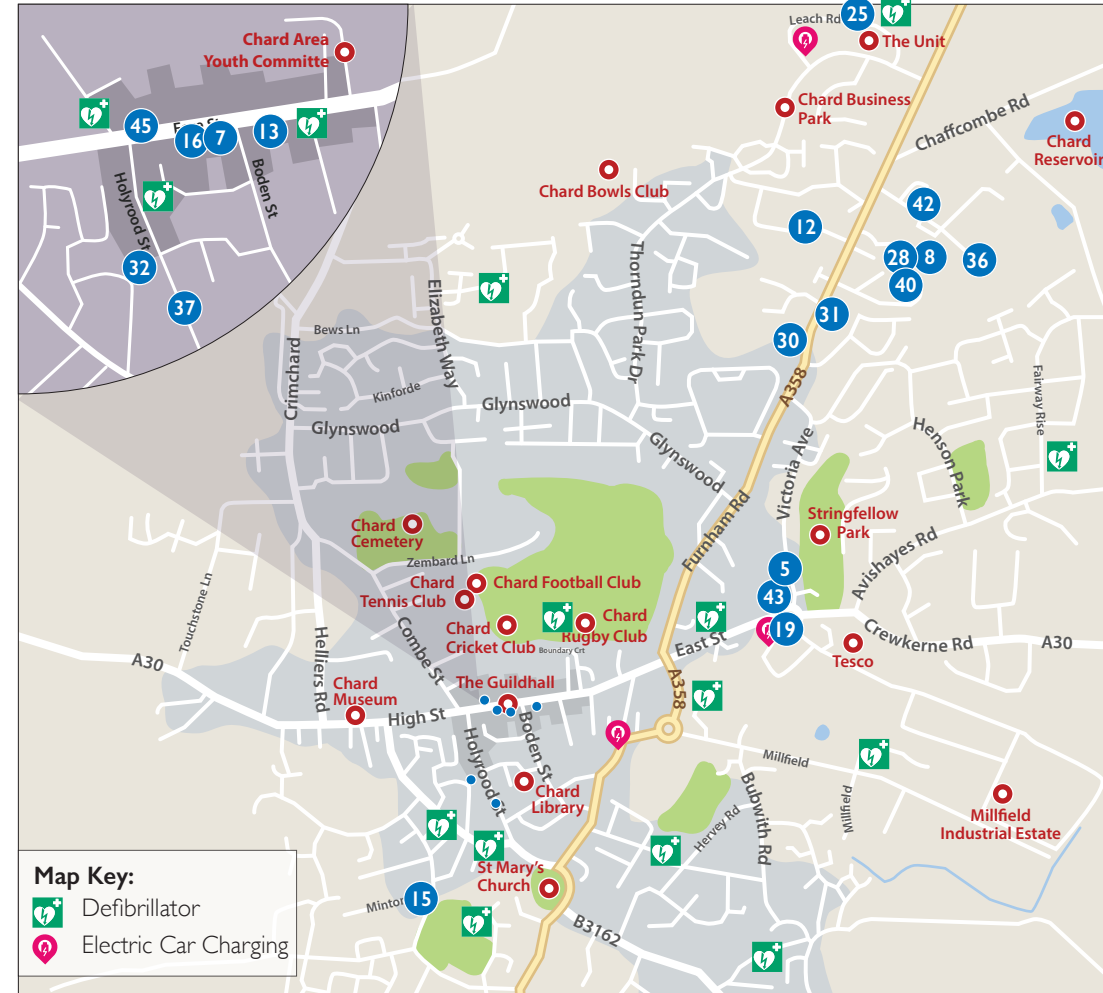 Chard Area
Youth Committe
45
16
7
13
Boden St
Holyrood St
32
37
Leach Rd
25
The Unit
Chard Business
Park
Chaffcombe Rd
Chard
Reservoir
Chard Bowls Club
42
12
28
8
36
40
31
30
Thorndun Park Dr
Elizabeth Way
Bews Ln
Crimchard
Kinforde
Glynswood
Glynswood
Glynswood
A358
Victoria Ave
Furnham Rd
Fairway Rise
Henson Park
Stringfellow
Park
Avishayes Rd
Chard
Cemetery
Zembard Ln
Chard Football Club
Chard
Tennis Club
Chard
Cricket Club
Chard
Rugby Club
Boundary Crt
5
43
19
East St
Crewkerne Rd
A30
Tesco
Touchstone Ln
A30
Helliers Rd
Combe St
Chard
Museum
The Guildhall
High St
Boden St
Holyrood St
A358
Chard
Library
Millfield
Millfield
Millfield
Industrial Estate
Bubwith Rd
Hervey Rd
St Mary's
Church
15
B3162
Map Key:
Defibrillator
Electric Car Charging